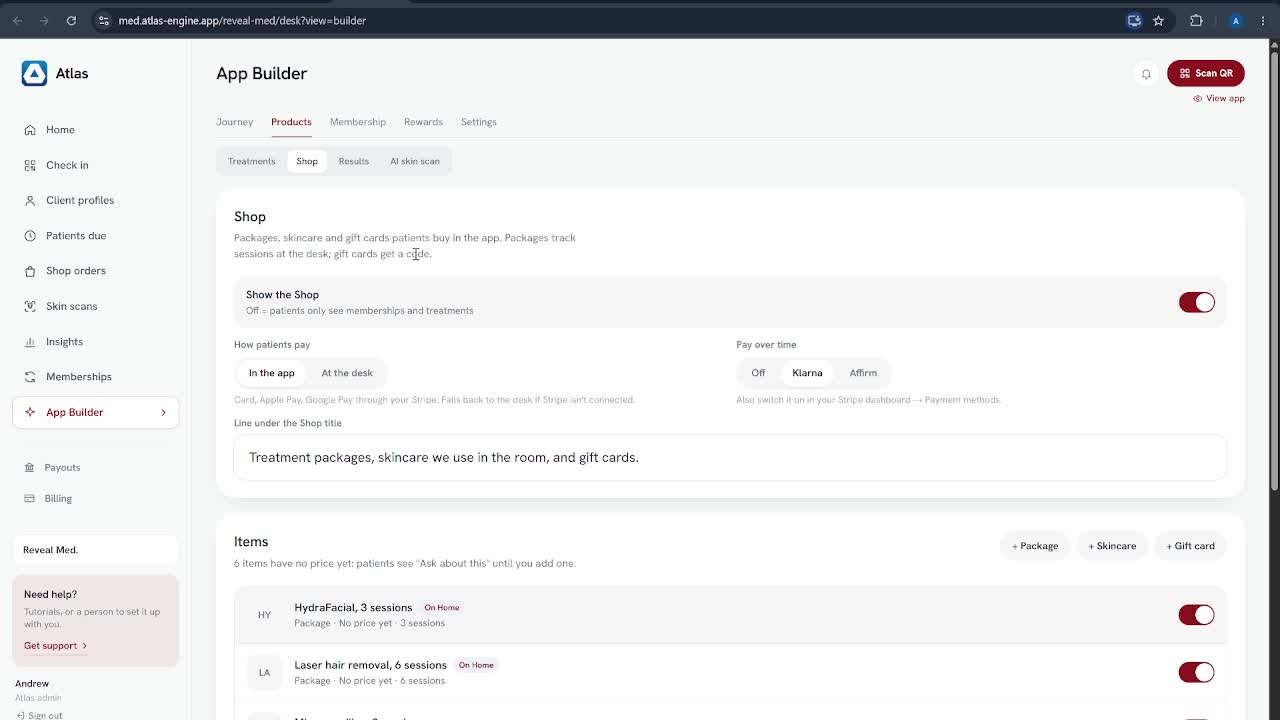 med.atlas-engine.app/reveal-med/desk?view=builder
A
Atlas
Home
Check in
Client profiles
Patients due
Shop orders
Skin scans
Insights
Memberships
App Builder
Payouts
Billing
Reveal Med.
Need help?
Tutorials, or a person to set it up
with you.
Get support
Andrew
Atlas admin
Sign out
App Builder
Scan QR
View app
Journey
Products
Membership
Rewards
Settings
Treatments
Shop
Results
AI skin scan
Shop
Packages, skincare and gift cards patients buy in the app. Packages track
sessions at the desk; gift cards get a code.
Show the Shop
Off = patients only see memberships and treatments
How patients pay
In the app
At the desk
Card, Apple Pay, Google Pay through your Stripe. Falls back to the desk if Stripe isn't connected.
Pay over time
Off
Klarna
Affirm
Also switch it on in your Stripe dashboard → Payment methods.
Line under the Shop title
Treatment packages, skincare we use in the room, and gift cards.
Items
6 items have no price yet: patients see "Ask about this" until you add one.
+ Package
+ Skincare
+ Gift card
HY
HydraFacial, 3 sessions
On Home
Package · No price yet · 3 sessions
LA
Laser hair removal, 6 sessions
On Home
Package · No price yet · 6 sessions